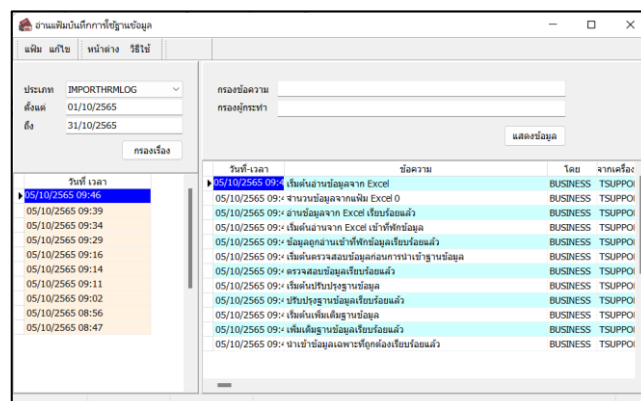 อ่านแฟ้มบันทึกการใช้ฐานข้อมูล
แฟ้ม แก้ไข หน้าต่าง วิธีใช้
ประเภท IMPORTHRMLOG
ตั้งแต่ 01/10/2565
ถึง 31/10/2565
กรองเรื่อง
กรองข้อความ
กรองผู้กระทำ
แสดงข้อมูล
วันที่ เวลา
05/10/2565 09:46
05/10/2565 09:39
05/10/2565 09:34
05/10/2565 09:29
05/10/2565 09:16
05/10/2565 09:14
05/10/2565 09:11
05/10/2565 09:02
05/10/2565 08:56
05/10/2565 08:47
วันที่-เวลา ข้อความ โดย จากเครื่อง
05/10/2565 09:4 เริ่มต้นอ่านข้อมูลจาก Excel BUSINESS TSUPPO
05/10/2565 09:4 จำนวนข้อมูลจากแฟ้ม Excel 0 BUSINESS TSUPPO
05/10/2565 09:4 อ่านข้อมูลจาก Excel เรียบร้อยแล้ว BUSINESS TSUPPO
05/10/2565 09:4 เริ่มต้นอ่านจาก Excel เข้าที่พักข้อมูล BUSINESS TSUPPO
05/10/2565 09:4 ข้อมูลถูกอ่านเข้าที่พักข้อมูลเรียบร้อยแล้ว BUSINESS TSUPPO
05/10/2565 09:4 เริ่มต้นตรวจสอบข้อมูลก่อนการนำเข้าฐานข้อมูล BUSINESS TSUPPO
05/10/2565 09:4 ตรวจสอบข้อมูลเรียบร้อยแล้ว BUSINESS TSUPPO
05/10/2565 09:4 เริ่มต้นปรับปรุงฐานข้อมูล BUSINESS TSUPPO
05/10/2565 09:4 ปรับปรุงฐานข้อมูลเรียบร้อยแล้ว BUSINESS TSUPPO
05/10/2565 09:4 เริ่มต้นเพิ่มเติมฐานข้อมูล BUSINESS TSUPPO
05/10/2565 09:4 เพิ่มเติมฐานข้อมูลเรียบร้อยแล้ว BUSINESS TSUPPO
05/10/2565 09:4 นำเข้าข้อมูลเฉพาะที่ถูกต้องเรียบร้อยแล้ว BUSINESS TSUPPO